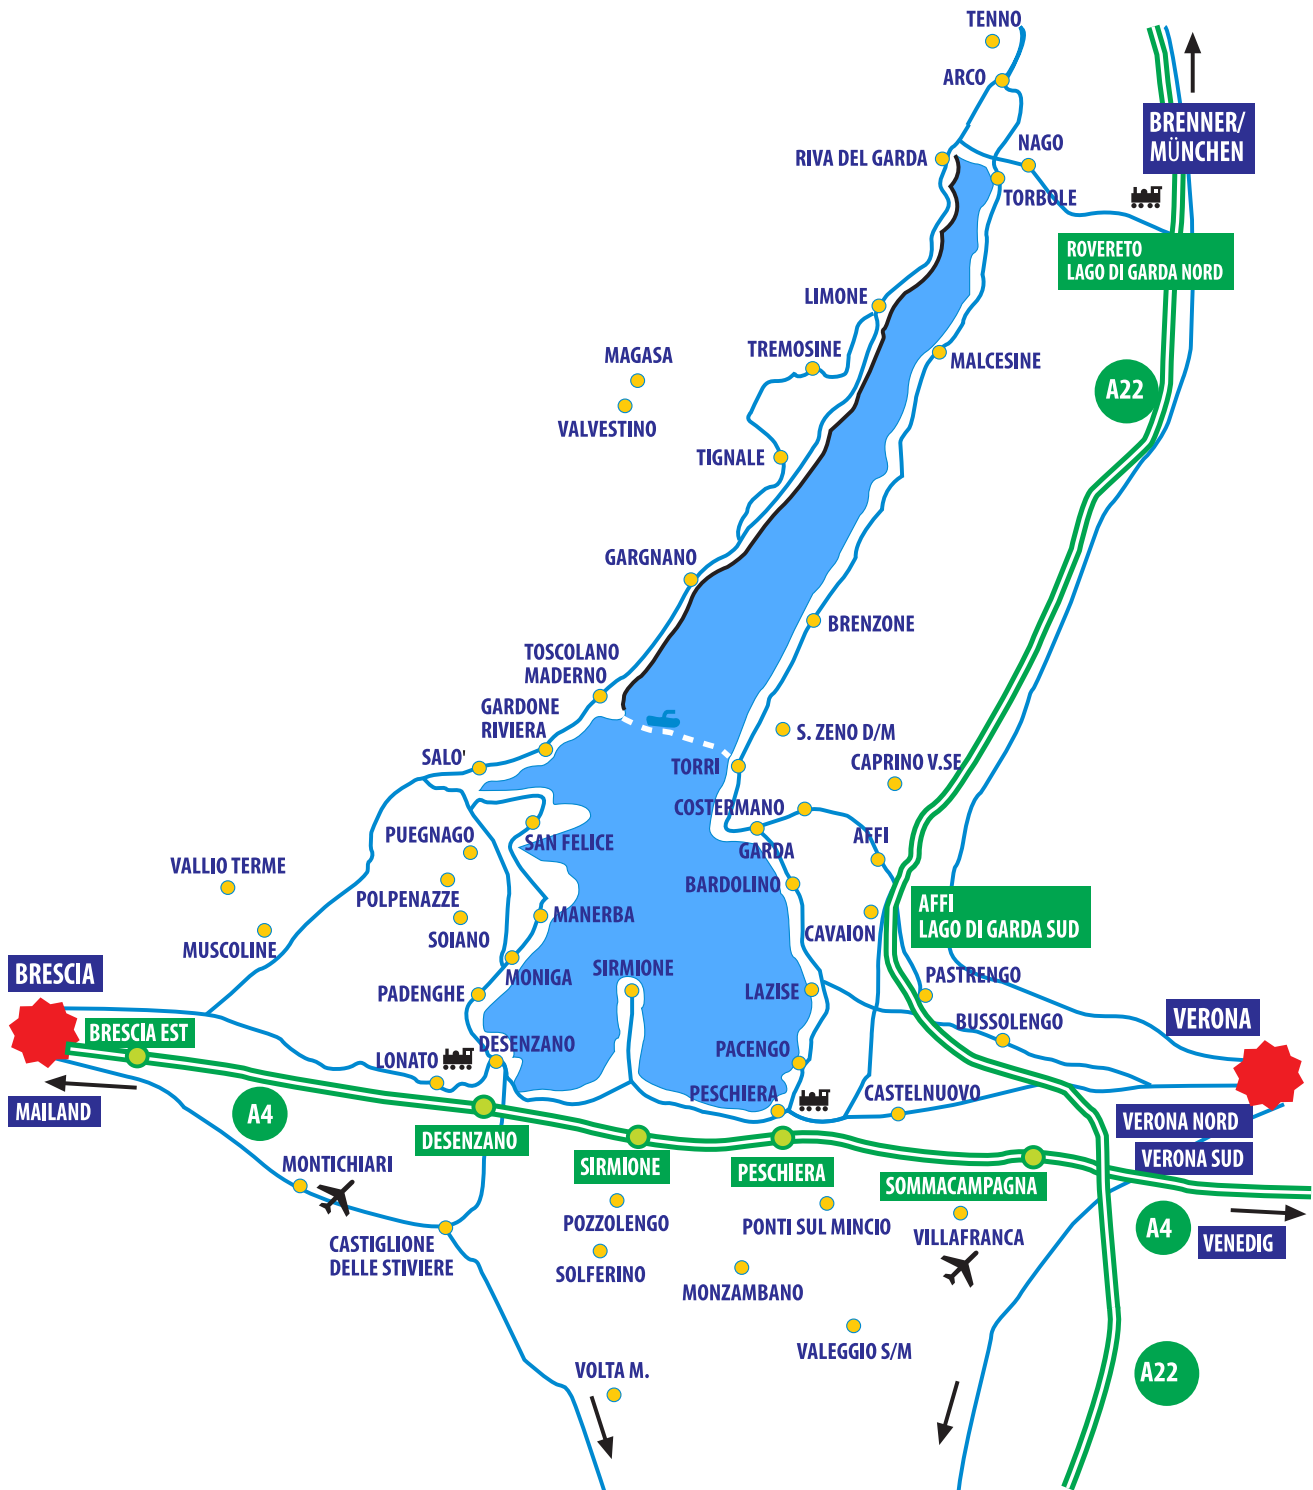 TENNO
ARCO
BRENNER/
MÜNCHEN
NAGO
RIVA DEL GARDA
TORBOLE
ROVERETO
LAGO DI GARDA NORD
LIMONE
TREMOSINE
MAGASA
MALCESINE
A22
VALVESTINO
TIGNALE
GARGNANO
BRENZONE
TOSCOLANO
MADERNO
GARDONE
RIVIERA
S. ZENO D/M
SALO'
TORRI
CAPRINO V.SE
COSTERMANO
PUEGNAGO
SAN FELICE
AFFI
GARDA
VALLIO TERME
BARDOLINO
POLPENAZZE
AFFI
LAGO DI GARDA SUD
MANERBA
SOIANO
CAVAION
MUSCOLINE
BRESCIA
SIRMIONE
MONIGA
PADENGHE
LAZISE
PASTRENGO
VERONA
BUSSOLENGO
BRESCIA EST
DESENZANO
LONATO
PACENGO
PESCHIERA
CASTELNUOVO
MAILAND
A4
VERONA NORD
DESENZANO
VERONA SUD
SIRMIONE
PESCHIERA
MONTICHIARI
SOMMACAMPAGNA
POZZOLENGO
PONTI SUL MINCIO
VILLAFRANCA
A4
VENEDIG
CASTIGLIONE
DELLE STIVIERE
SOLFERINO
MONZAMBANO
VALEGGIO S/M
VOLTA M.
A22